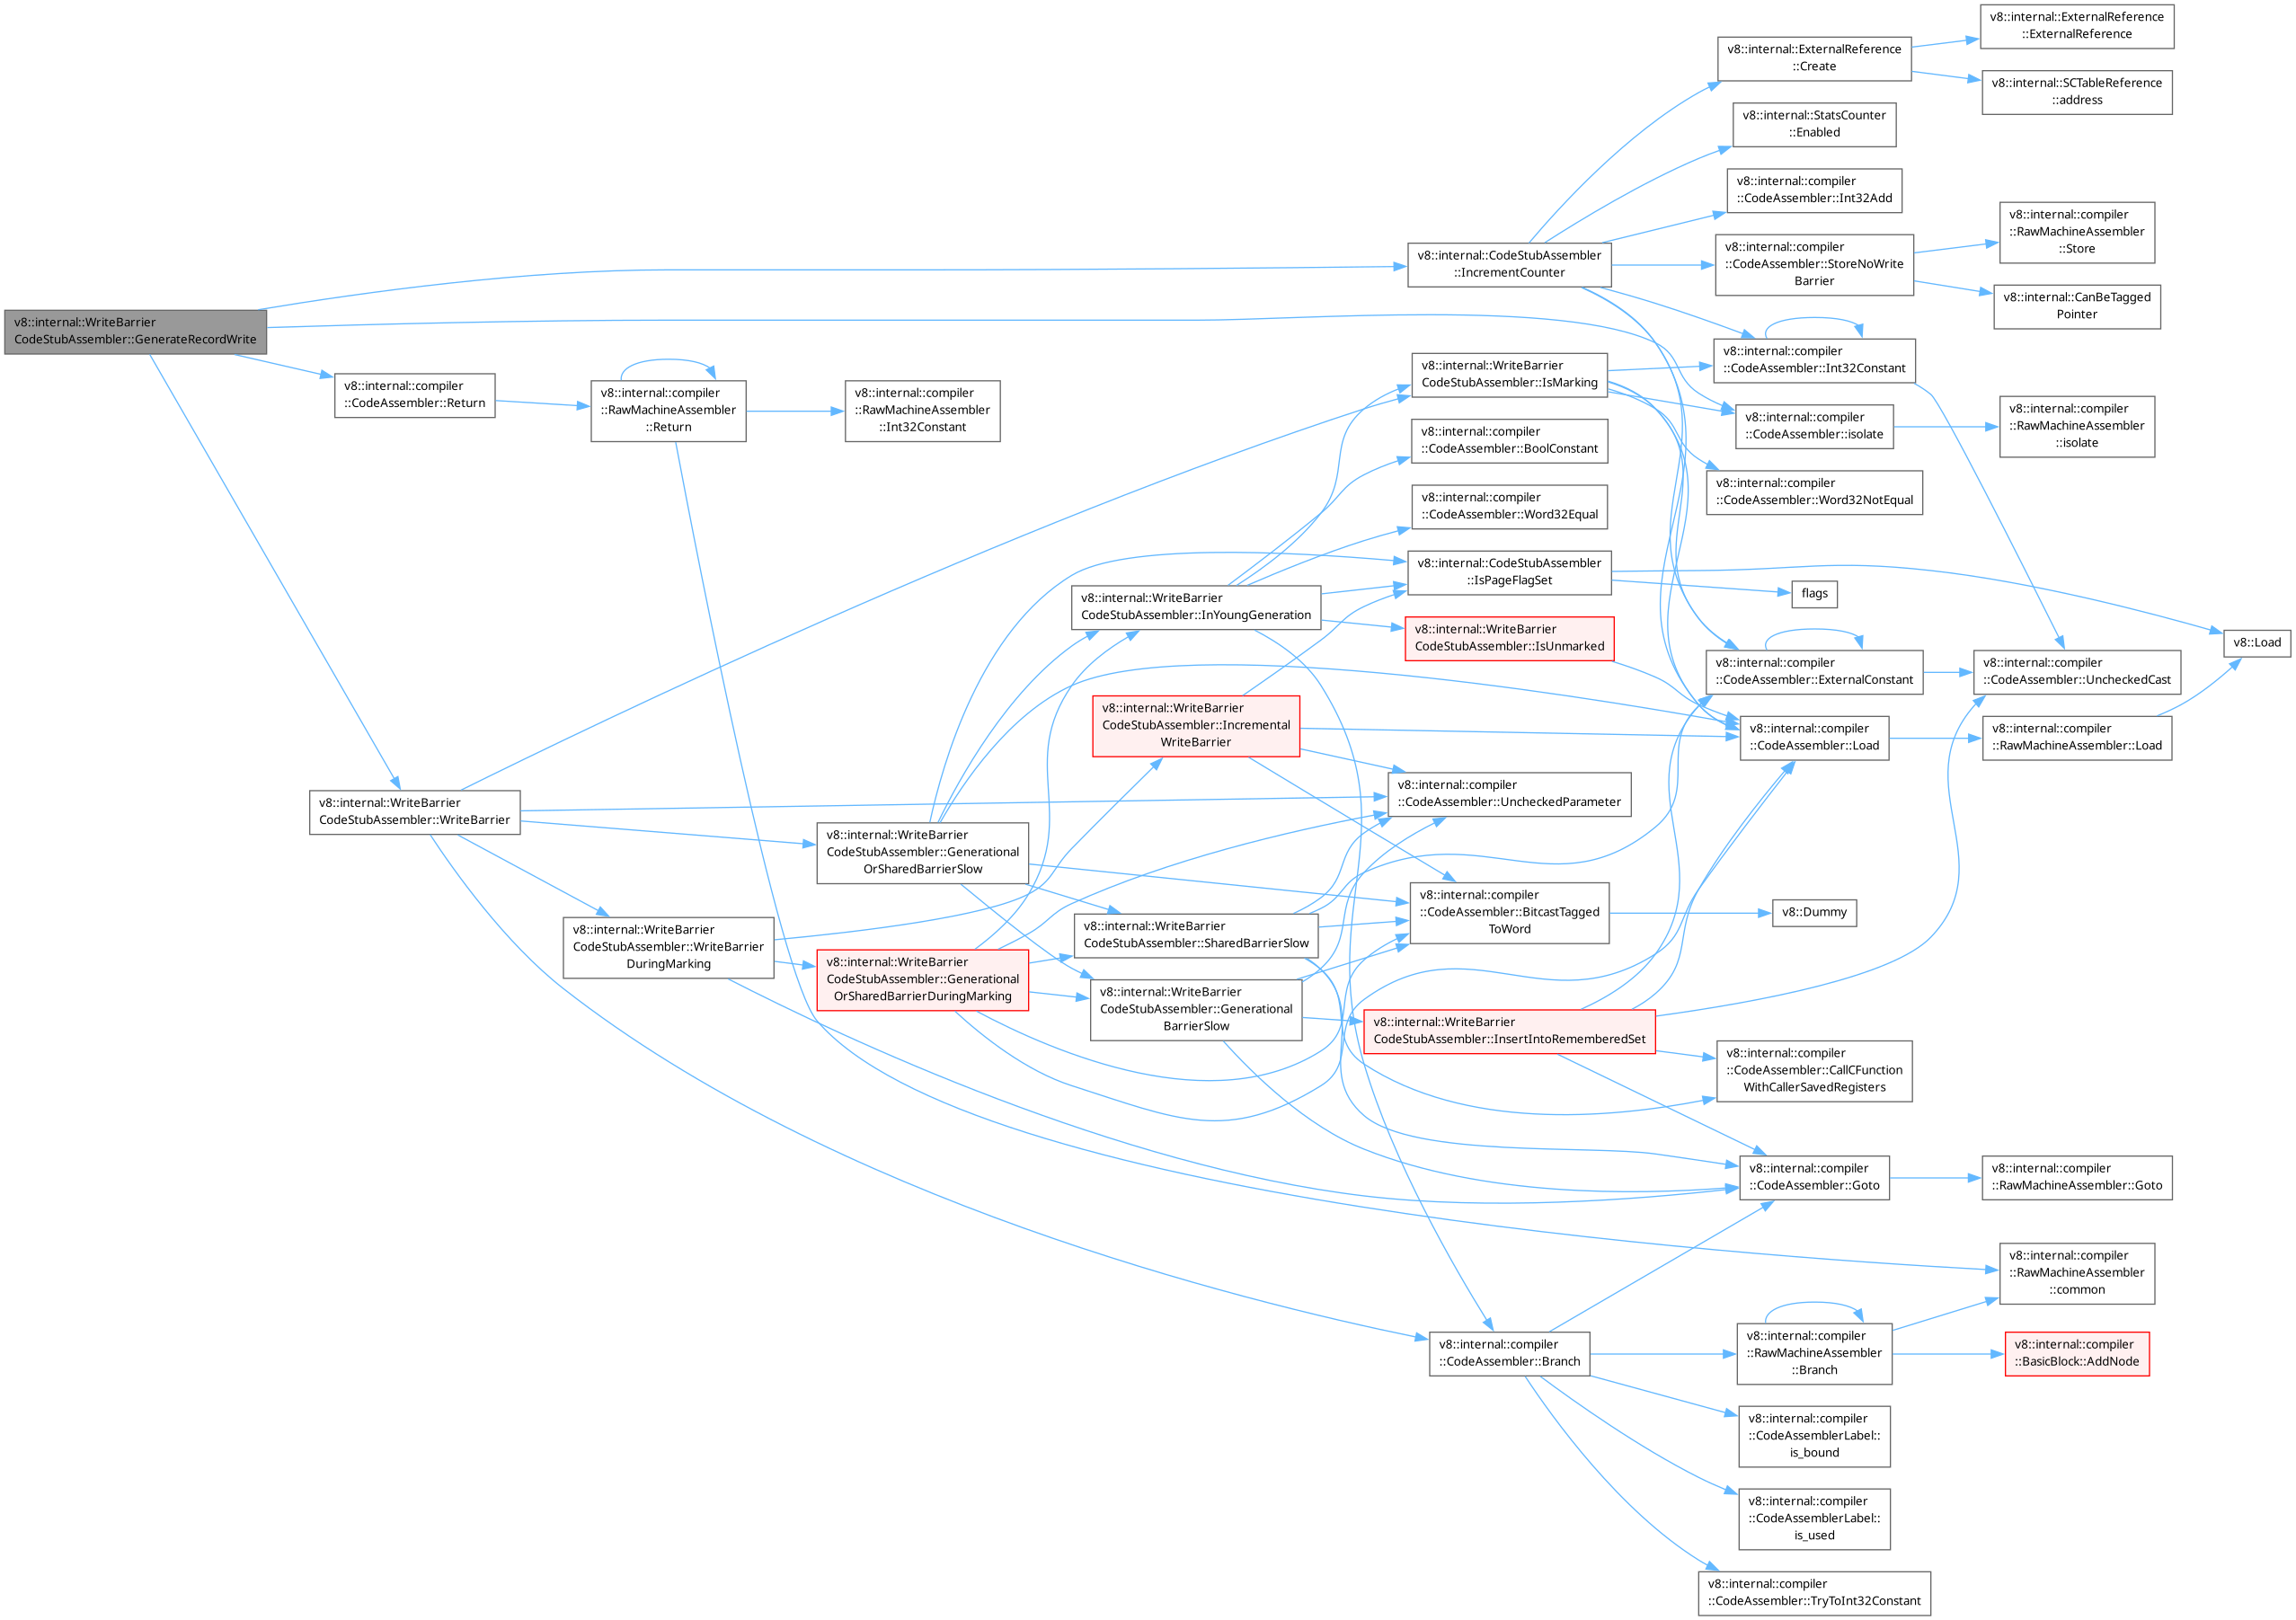 v8::internal::WriteBarrier
CodeStubAssembler::GenerateRecordWrite
v8::internal::compiler
::CodeAssembler::Return
v8::internal::WriteBarrier
CodeStubAssembler::WriteBarrier
v8::internal::compiler
::RawMachineAssembler
::Return
v8::internal::WriteBarrier
CodeStubAssembler::WriteBarrier
DuringMarking
v8::internal::compiler
::RawMachineAssembler
::Int32Constant
v8::internal::WriteBarrier
CodeStubAssembler::Generational
OrSharedBarrierSlow
v8::internal::WriteBarrier
CodeStubAssembler::Generational
OrSharedBarrierDuringMarking
v8::internal::WriteBarrier
CodeStubAssembler::InYoungGeneration
v8::internal::WriteBarrier
CodeStubAssembler::Incremental
WriteBarrier
v8::internal::WriteBarrier
CodeStubAssembler::SharedBarrierSlow
v8::internal::WriteBarrier
CodeStubAssembler::Generational
BarrierSlow
v8::internal::CodeStubAssembler
::IncrementCounter
v8::internal::WriteBarrier
CodeStubAssembler::IsMarking
v8::internal::compiler
::CodeAssembler::BoolConstant
v8::internal::compiler
::CodeAssembler::Word32Equal
v8::internal::CodeStubAssembler
::IsPageFlagSet
v8::internal::WriteBarrier
CodeStubAssembler::IsUnmarked
v8::internal::compiler
::CodeAssembler::UncheckedParameter
v8::internal::compiler
::CodeAssembler::BitcastTagged
ToWord
v8::internal::WriteBarrier
CodeStubAssembler::InsertIntoRememberedSet
v8::internal::compiler
::CodeAssembler::Branch
v8::internal::ExternalReference
::Create
v8::internal::StatsCounter
::Enabled
v8::internal::compiler
::CodeAssembler::Int32Add
v8::internal::compiler
::CodeAssembler::StoreNoWrite
Barrier
v8::internal::compiler
::CodeAssembler::Int32Constant
v8::internal::compiler
::CodeAssembler::isolate
v8::internal::compiler
::CodeAssembler::Word32NotEqual
flags
v8::internal::compiler
::CodeAssembler::ExternalConstant
v8::internal::compiler
::CodeAssembler::Load
v8::Dummy
v8::internal::compiler
::CodeAssembler::CallCFunction
WithCallerSavedRegisters
v8::internal::compiler
::CodeAssembler::Goto
v8::internal::compiler
::RawMachineAssembler
::Branch
v8::internal::compiler
::CodeAssemblerLabel::
is_bound
v8::internal::compiler
::CodeAssemblerLabel::
is_used
v8::internal::compiler
::CodeAssembler::TryToInt32Constant
v8::internal::ExternalReference
::ExternalReference
v8::internal::SCTableReference
::address
v8::internal::compiler
::RawMachineAssembler
::Store
v8::internal::CanBeTagged
Pointer
v8::internal::compiler
::RawMachineAssembler
::isolate
v8::internal::compiler
::CodeAssembler::UncheckedCast
v8::internal::compiler
::RawMachineAssembler::Load
v8::internal::compiler
::RawMachineAssembler::Goto
v8::internal::compiler
::RawMachineAssembler
::common
v8::internal::compiler
::BasicBlock::AddNode
v8::Load